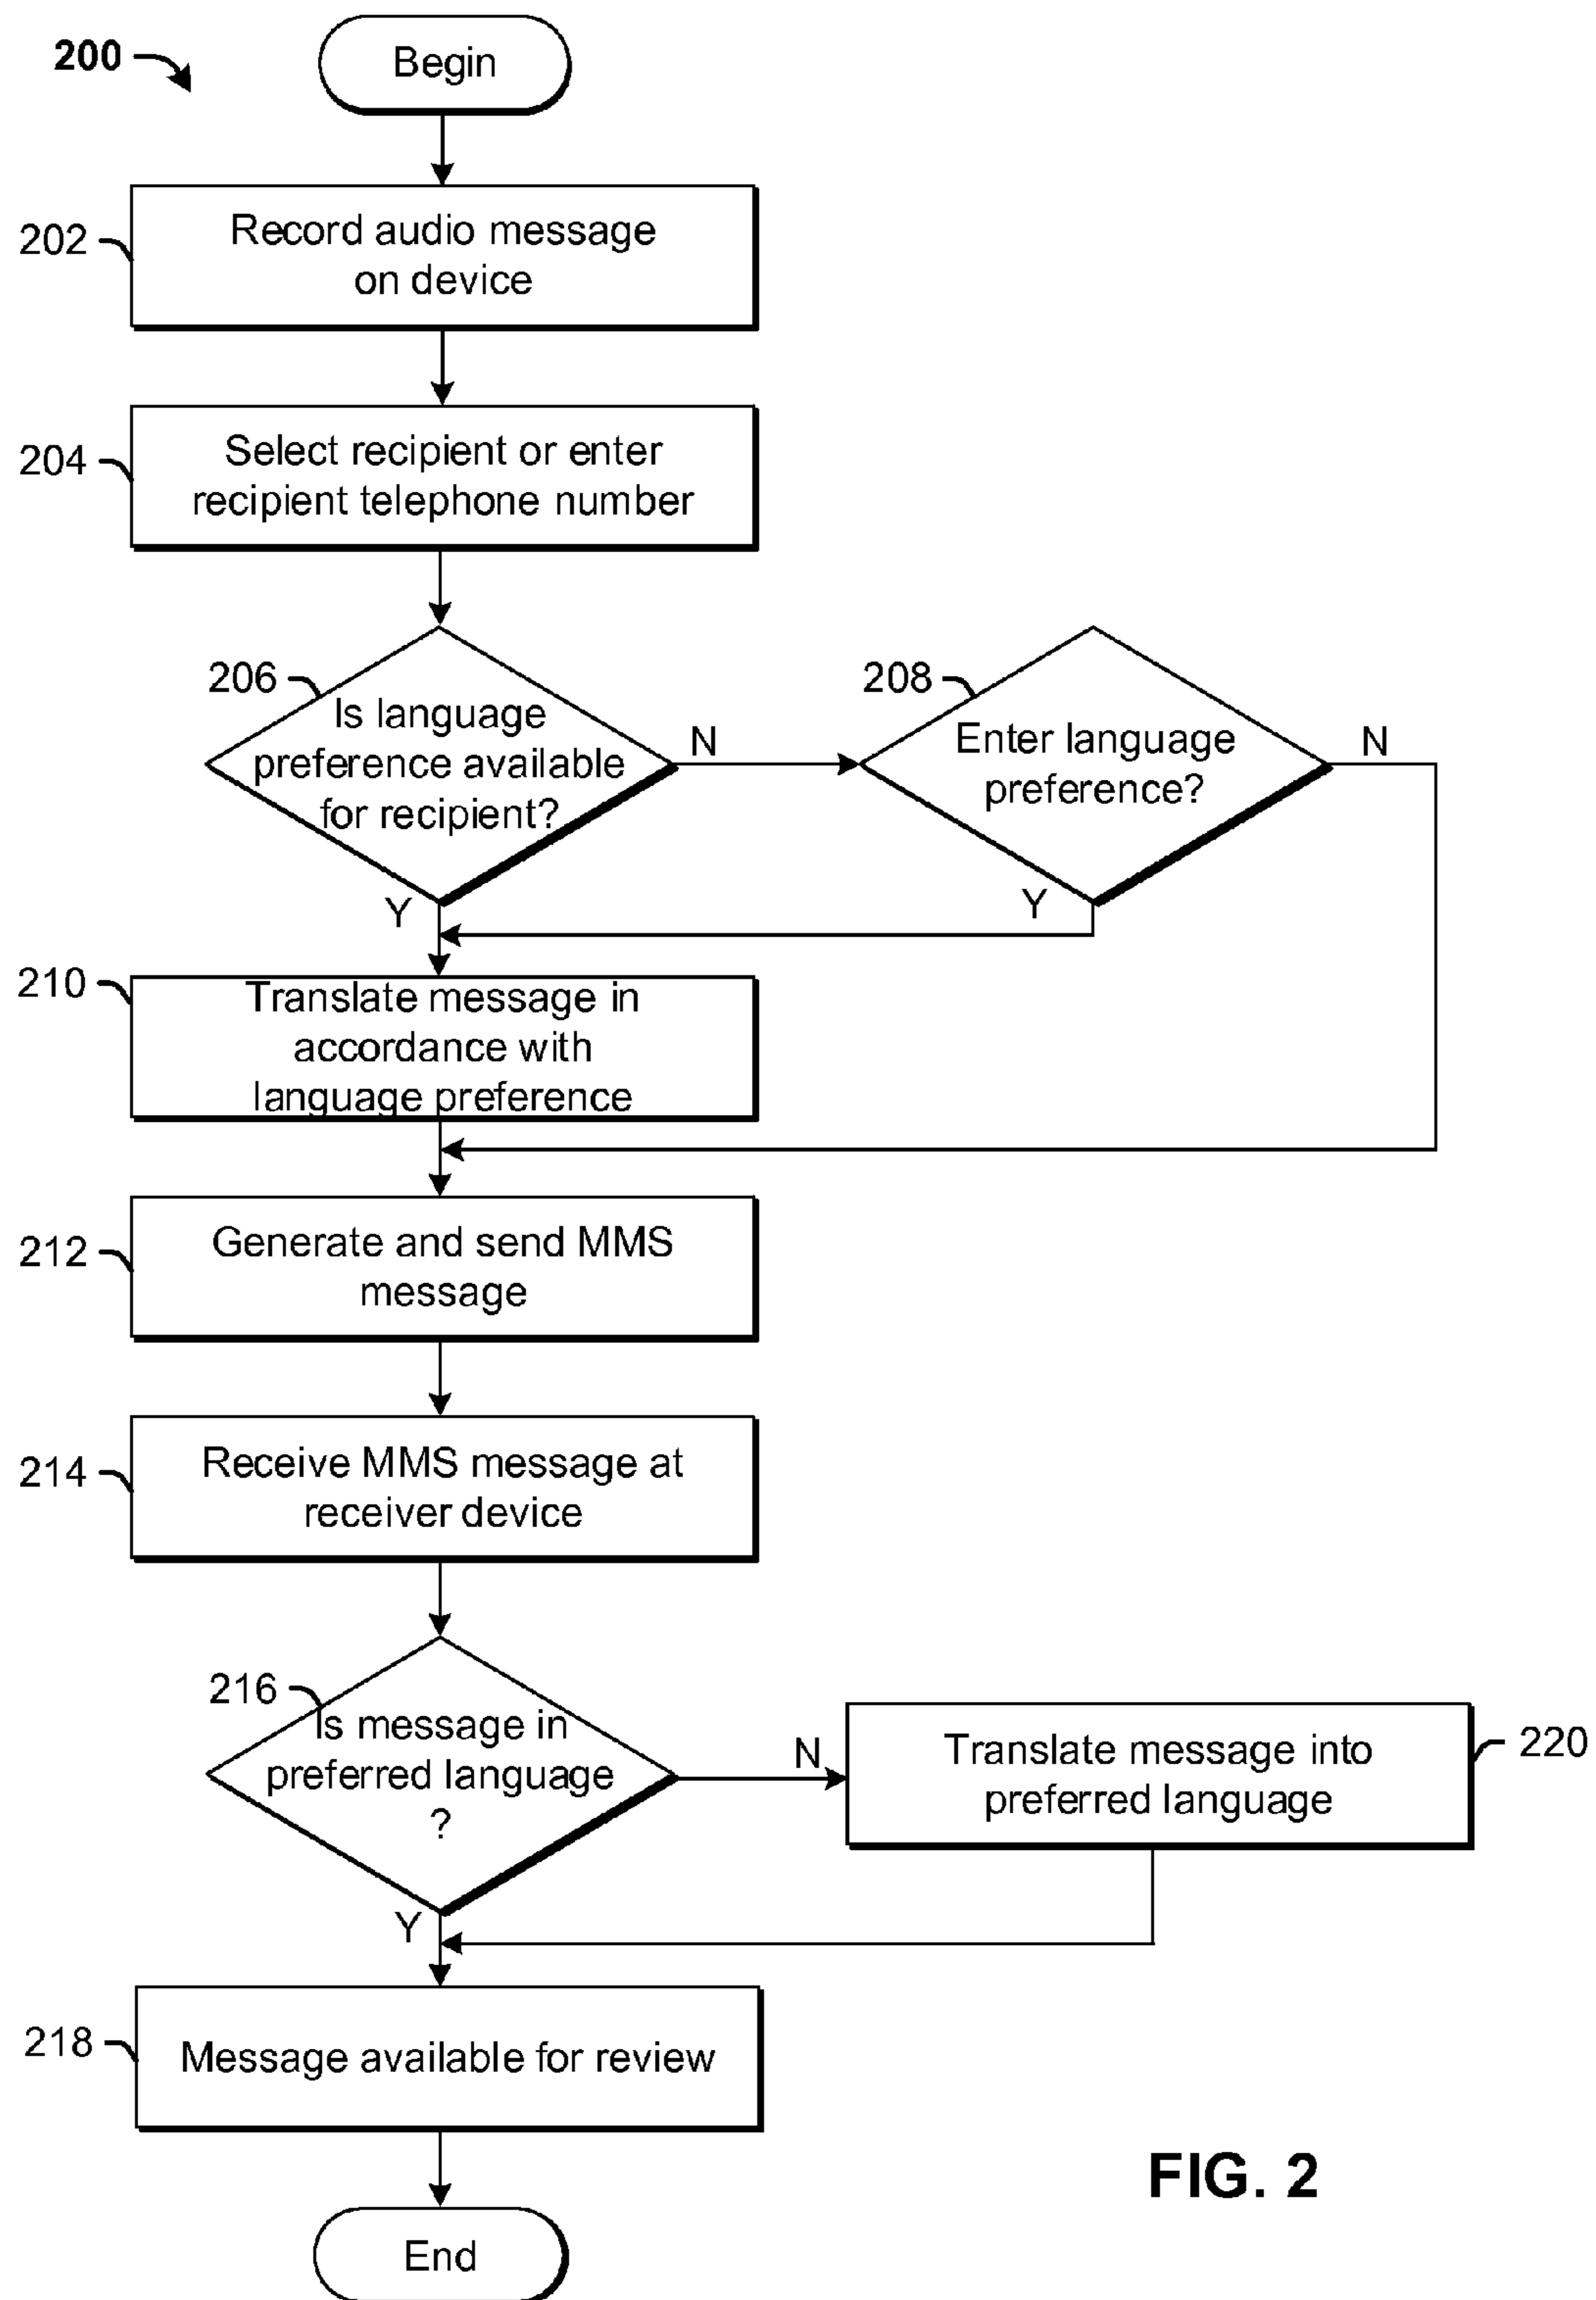 200
Begin
202
Record audio message
on device
204
Select recipient or enter
recipient telephone number
206
Is language
preference available
for recipient?
N
Y
208
Enter language
preference?
N
Y
210
Translate message in
accordance with
language preference
212
Generate and send MMS
message
214
Receive MMS message at
receiver device
216
Is message in
preferred language
?
N
Y
Translate message into
preferred language
220
218
Message available for review
End
FIG. 2